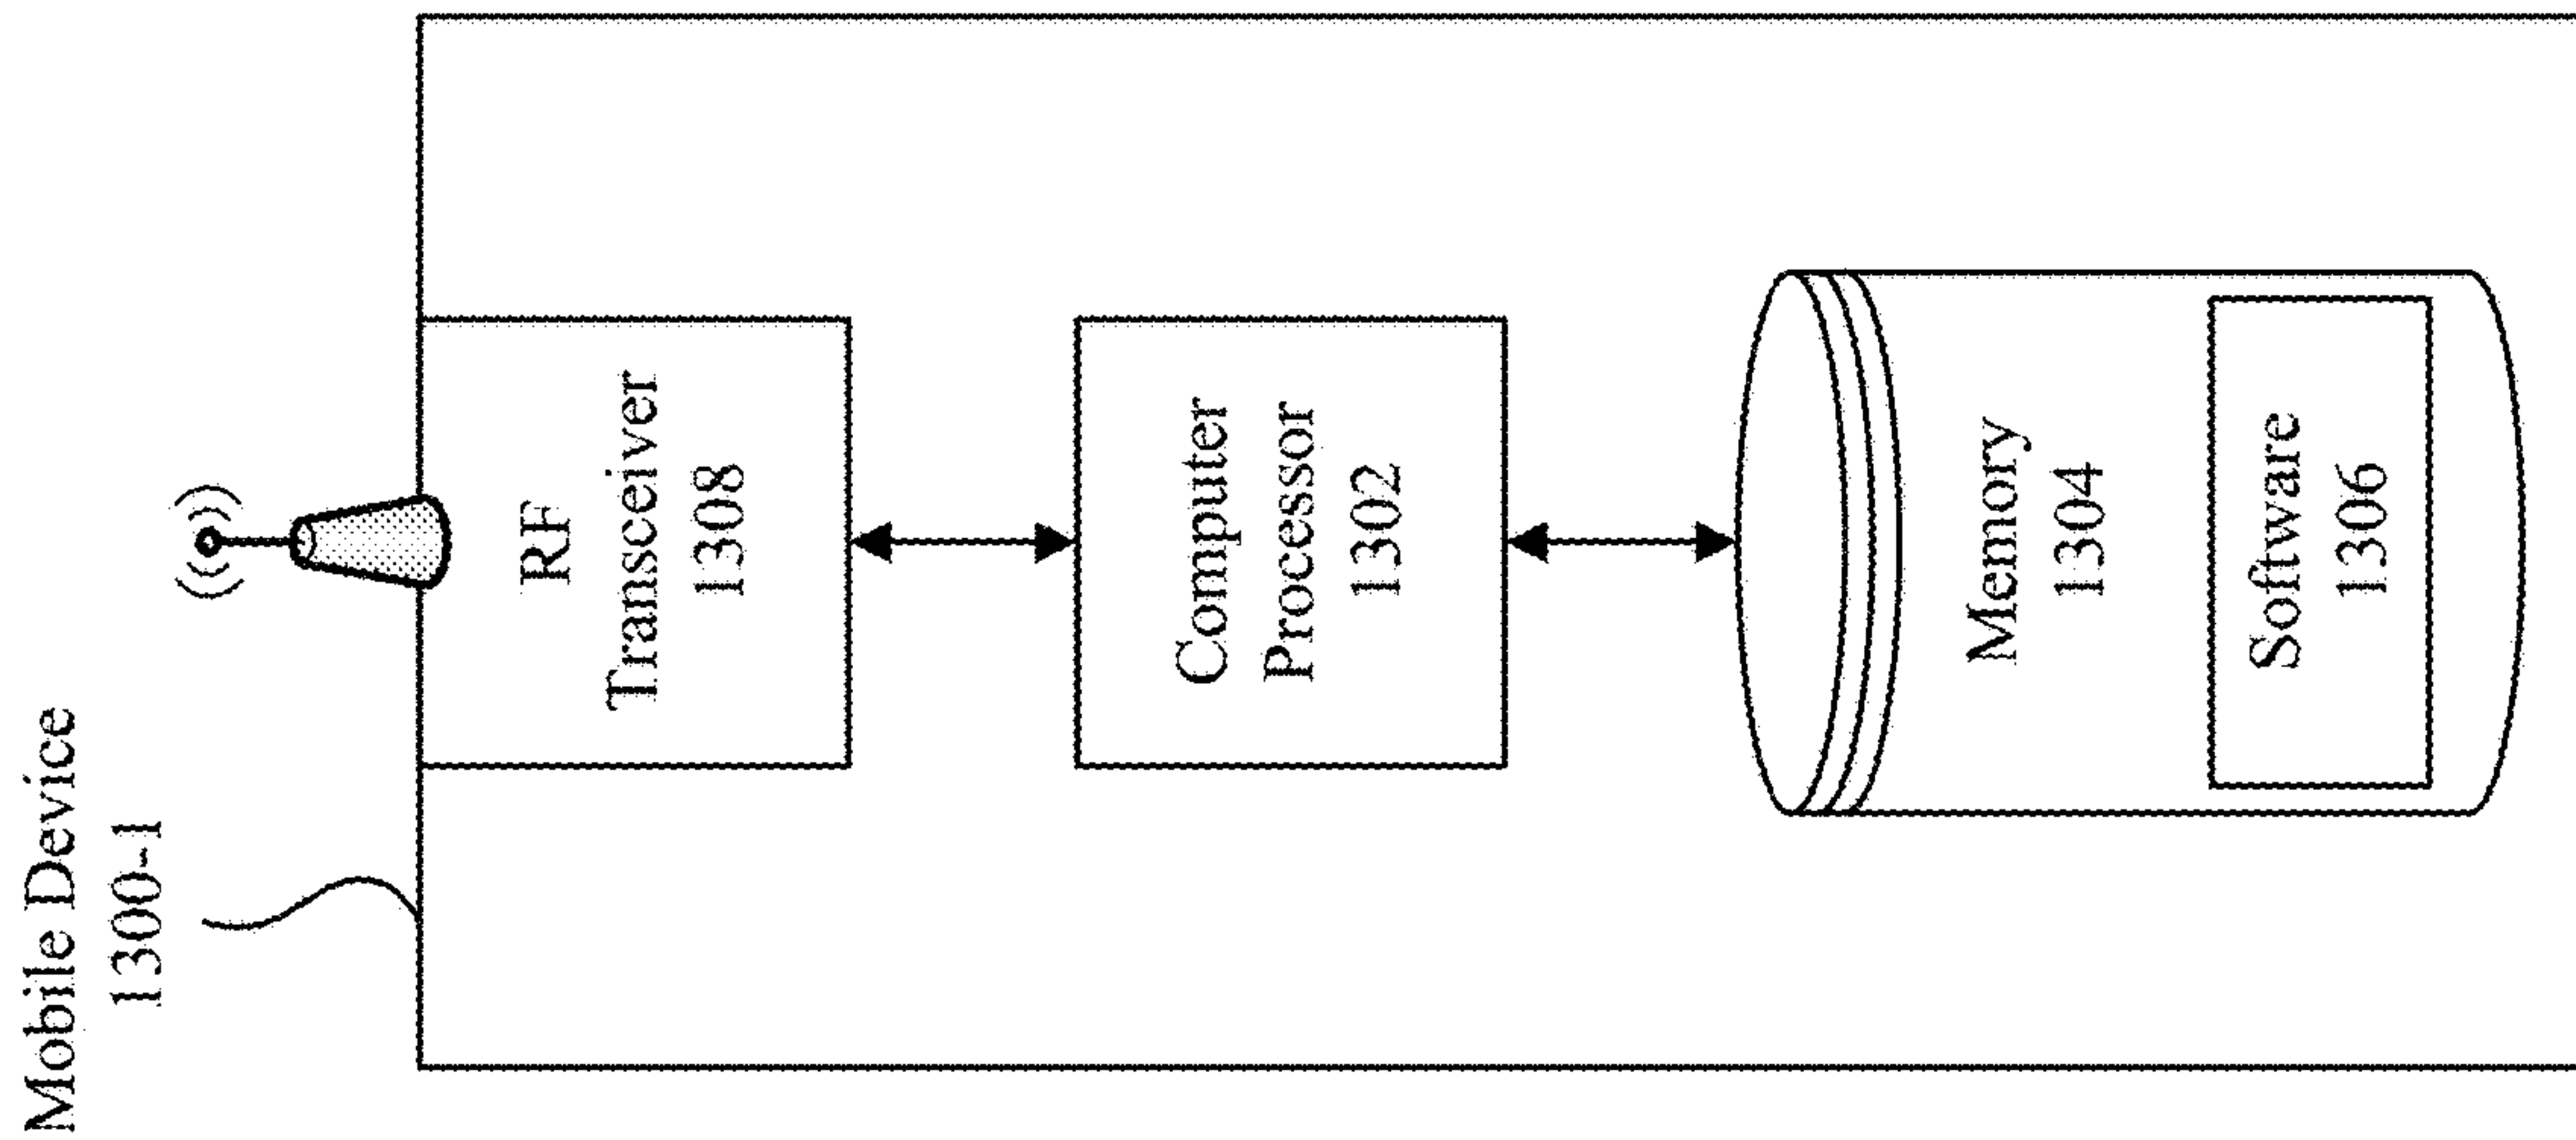 Mobile Device
1300-1
RF
Transceiver
1308
Computer
Processor
1302
Memory
1304
Software
1306